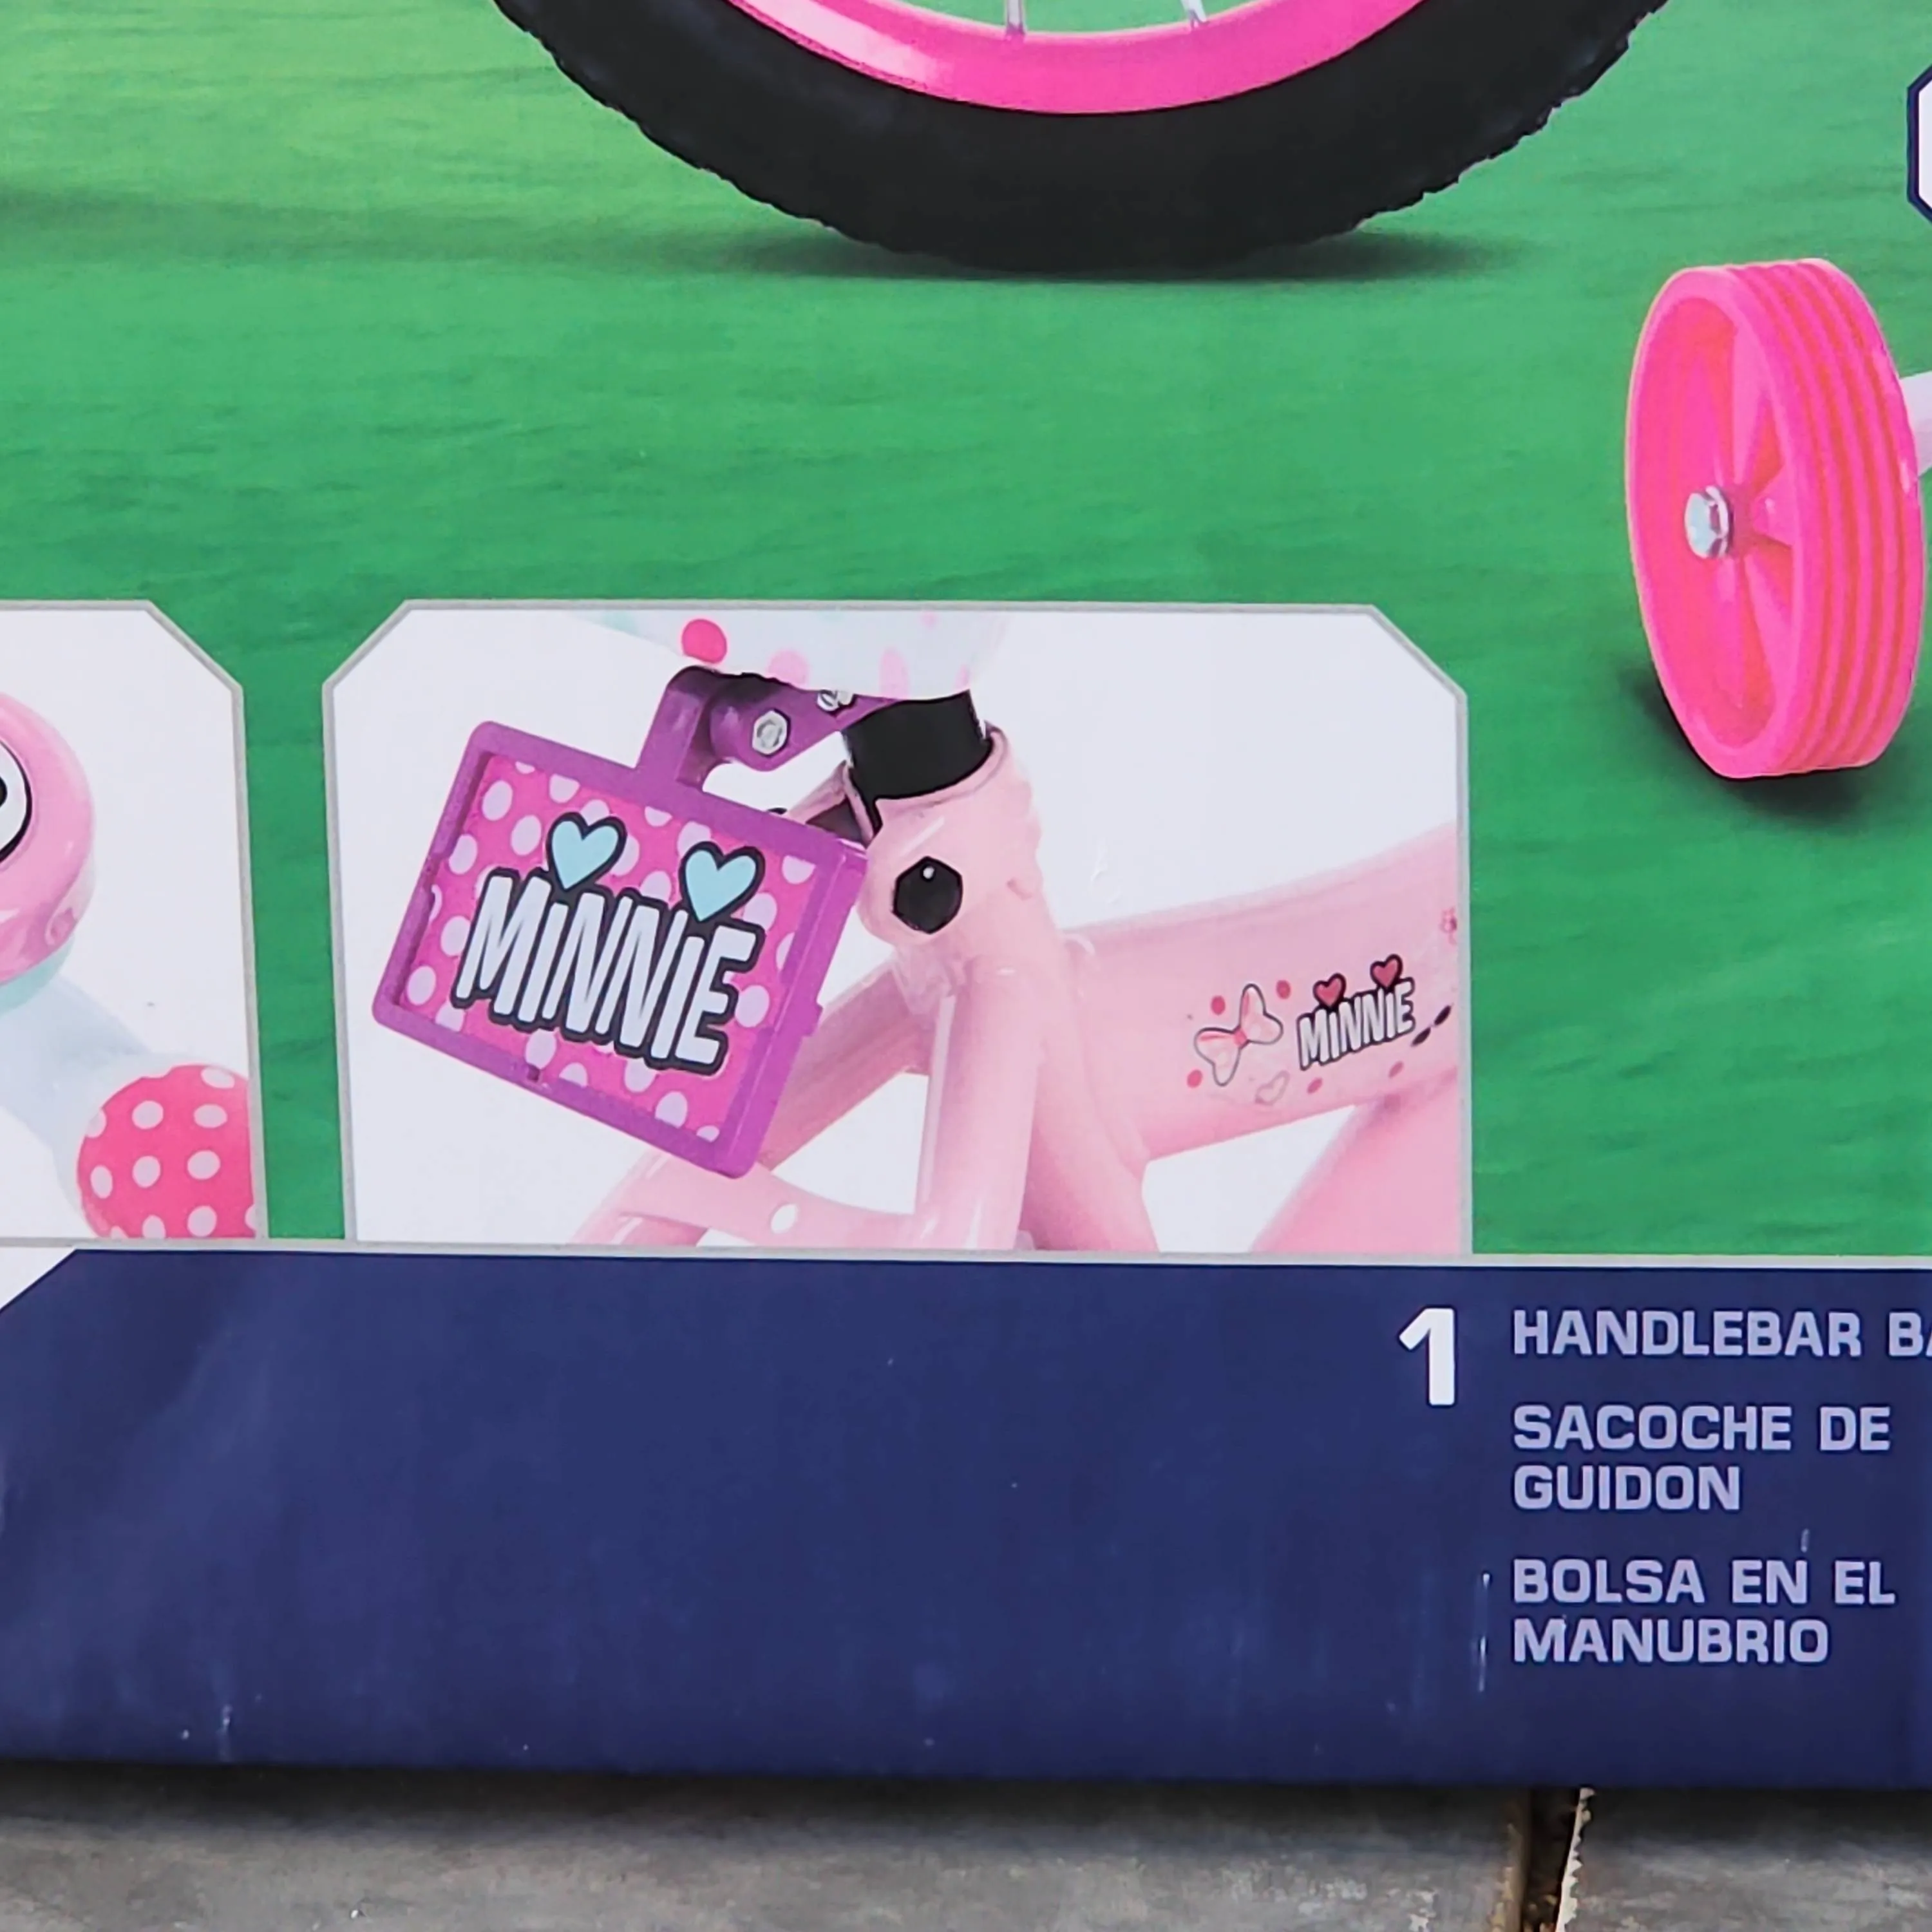 MINNIE
MINNIE
1 HANDLEBAR
SACOCHE DE
GUIDON
BOLSA EN EL
MANUBRIO